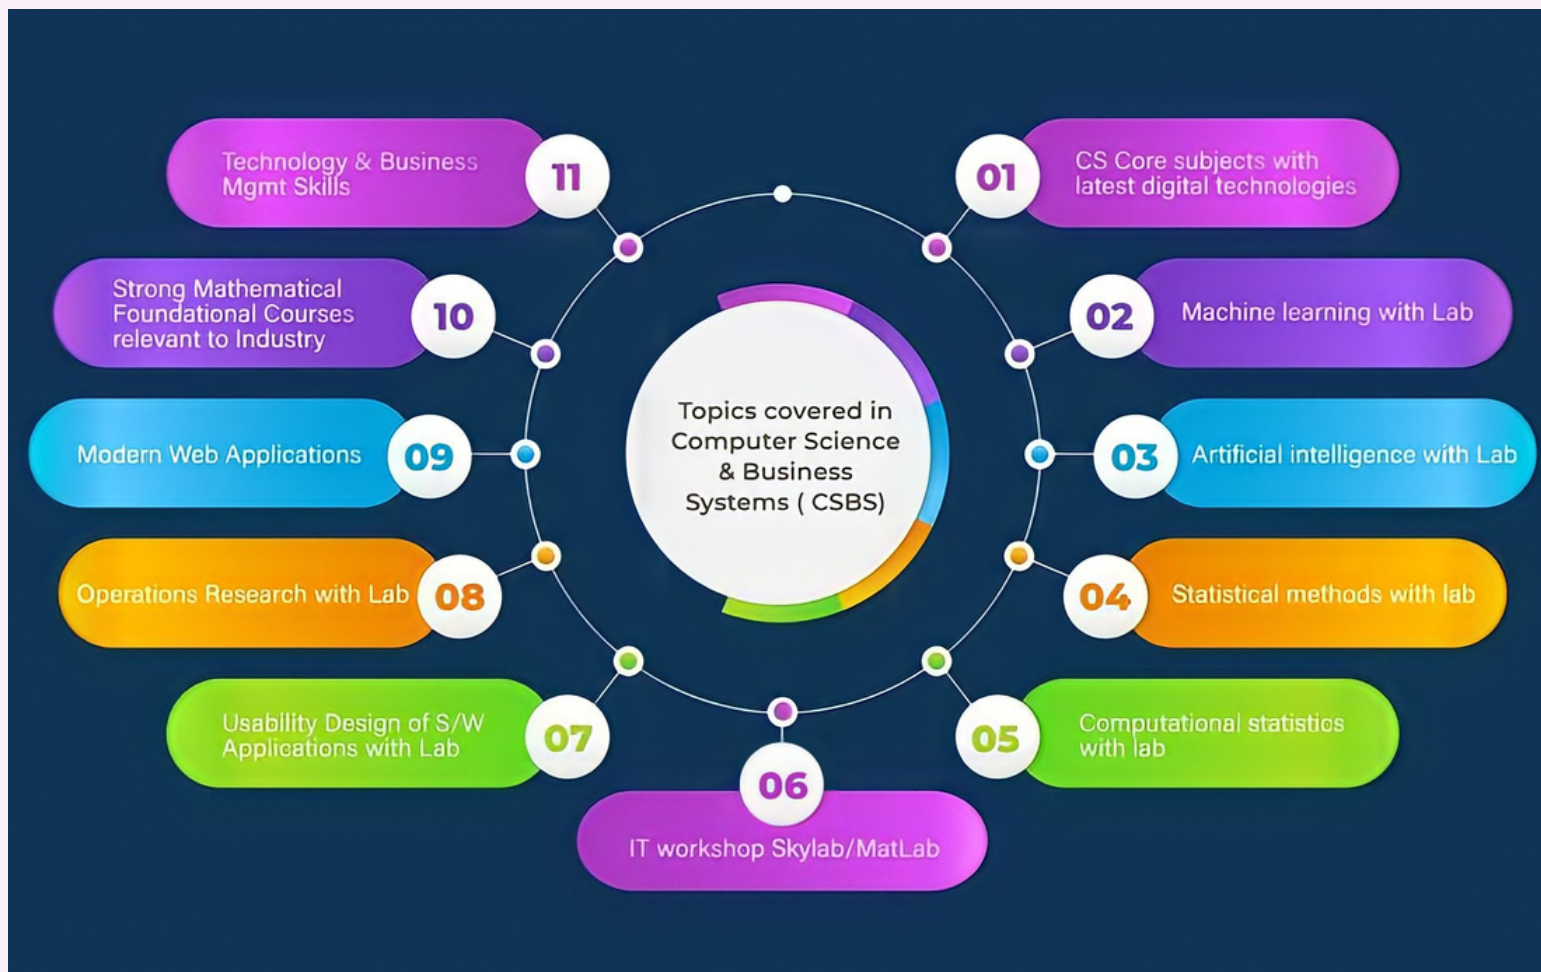 Topics covered in
Computer Science
& Business
Systems ( CSBS)
01
CS Core subjects with
latest digital technologies
02
Machine learning with Lab
03
Artificial intelligence with Lab
04
Statistical methods with lab
05
Computational statistics
with lab
06
IT workshop Skylab/MatLab
07
Usability Design of S/W
Applications with Lab
08
Operations Research with Lab
09
Modern Web Applications
10
Strong Mathematical
Foundational Courses
relevant to Industry
11
Technology & Business
Mgmt Skills